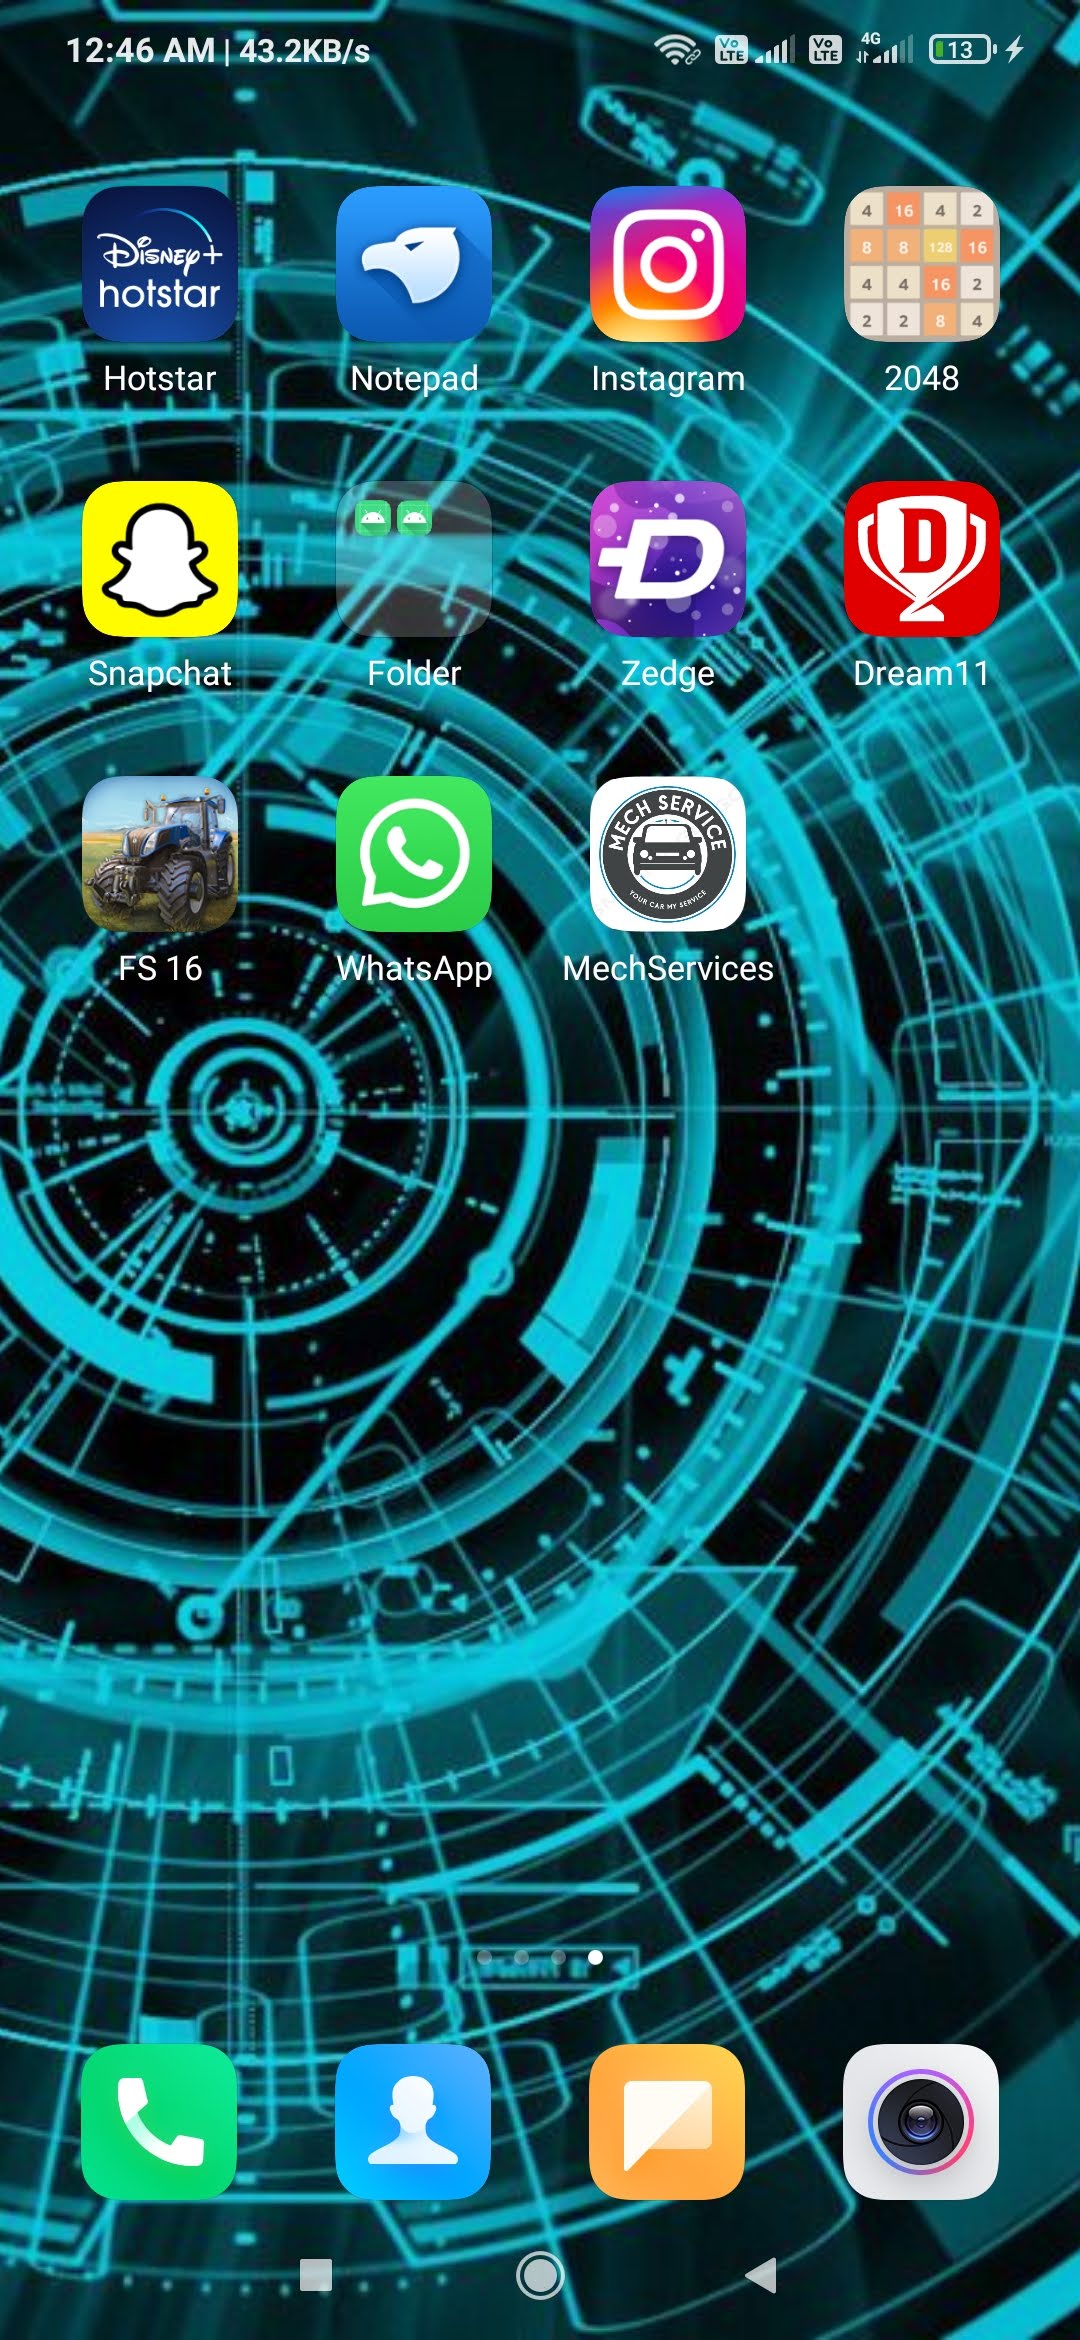 12:46 AM | 43.2KB/s
Vo LTE
Vo LTE
4G
13
Disney+
hotstar
4 16 4 2
8 8 128 16
4 4 16 2
2 2 8 4
Hotstar
Notepad
Instagram
2048
D
D
Snapchat
Folder
Zedge
Dream11
MECH SERVICE
YOUR CAR MY SERVICE
FS 16
WhatsApp
MechServices